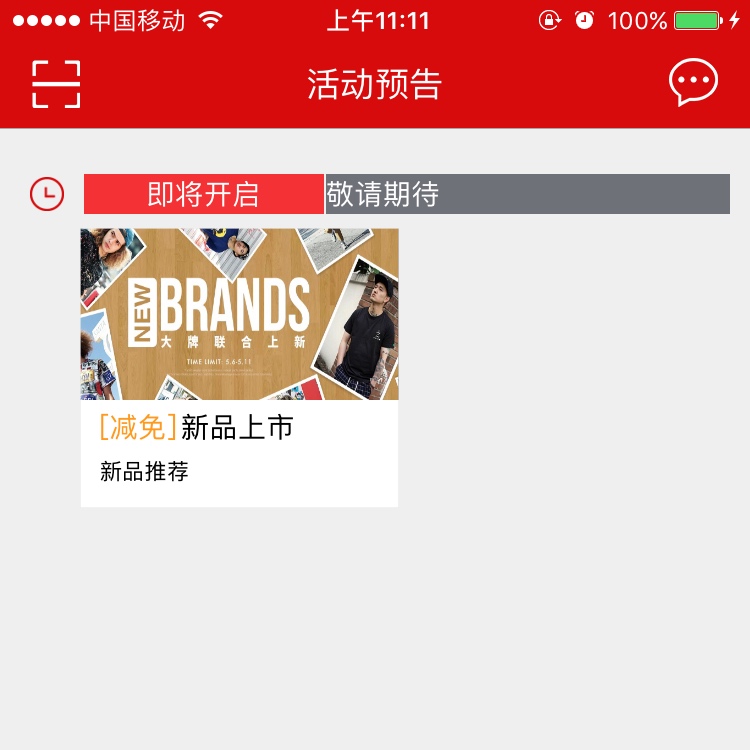 中国移动 上午11:11 100%
活动预告
即将开启 敬请期待
NEW BRANDS
大牌联合上新
TIME LIMIT 5.6-5.11
[减免]新品上市
新品推荐